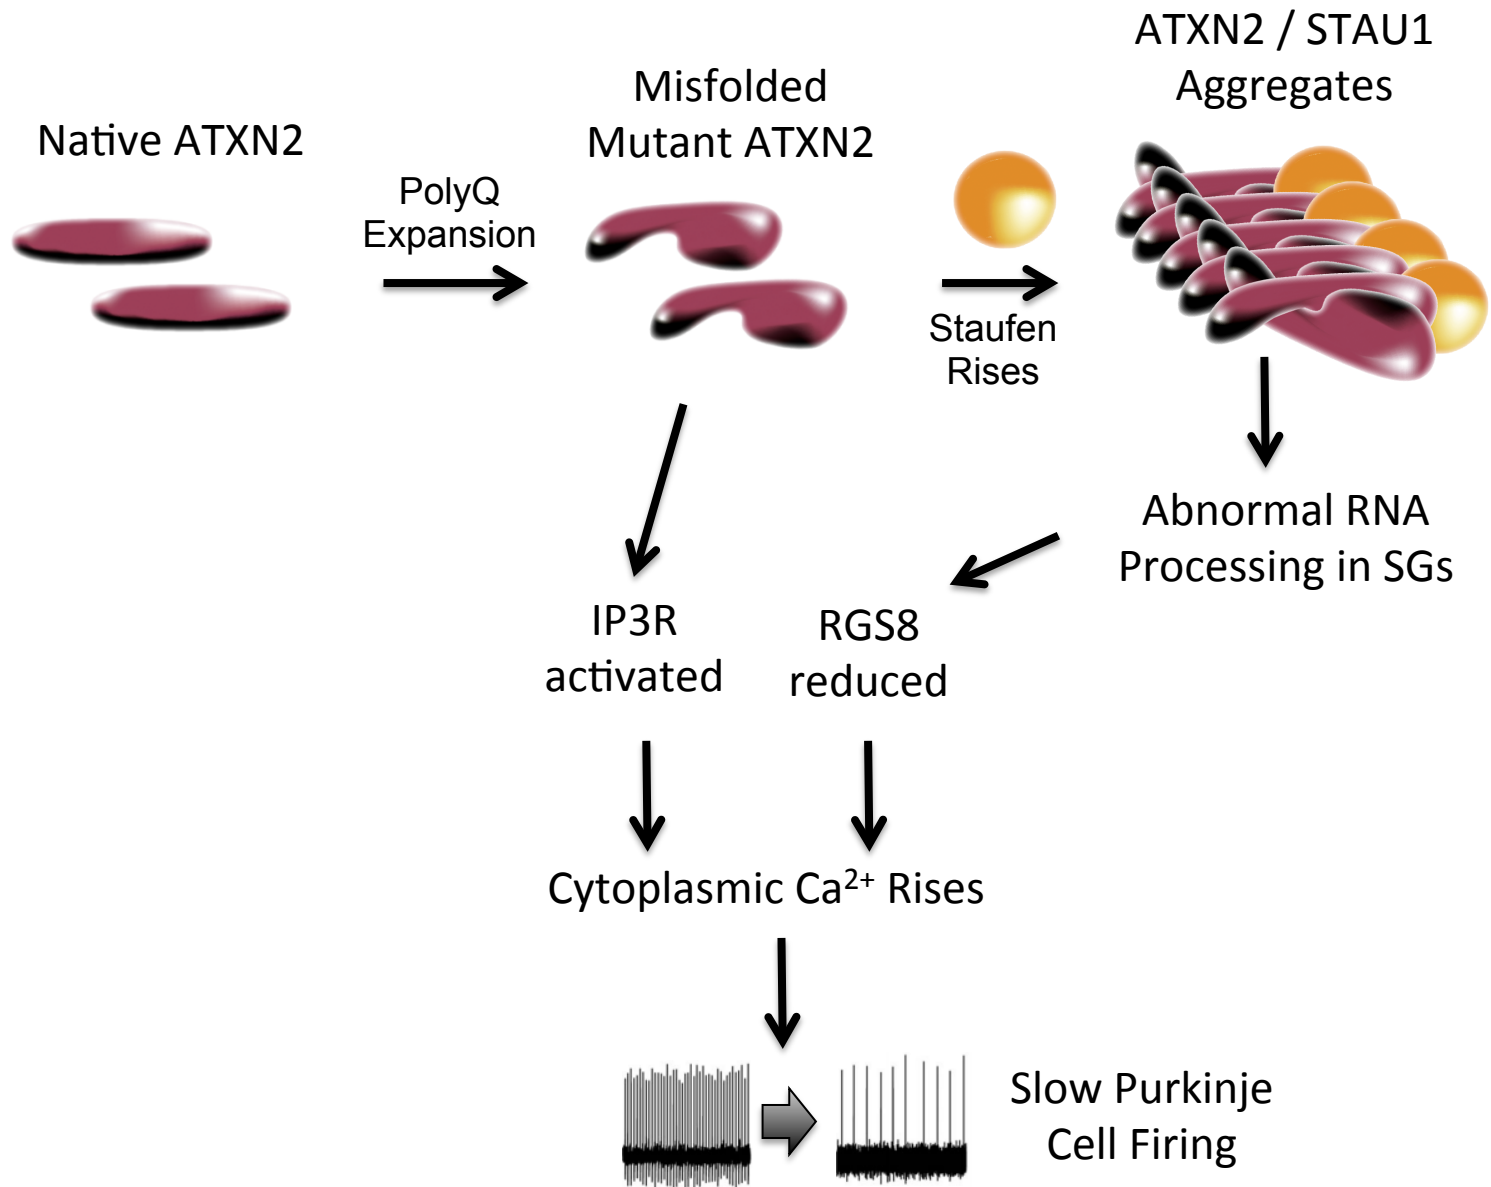 Native ATXN2
PolyQ
Expansion
Misfolded
Mutant ATXN2
Staufen
Rises
ATXN2 / STAU1
Aggregates
Abnormal RNA
Processing in SGs
IP3R
activated
RGS8
reduced
Cytoplasmic Ca²⁺ Rises
Slow Purkinje
Cell Firing